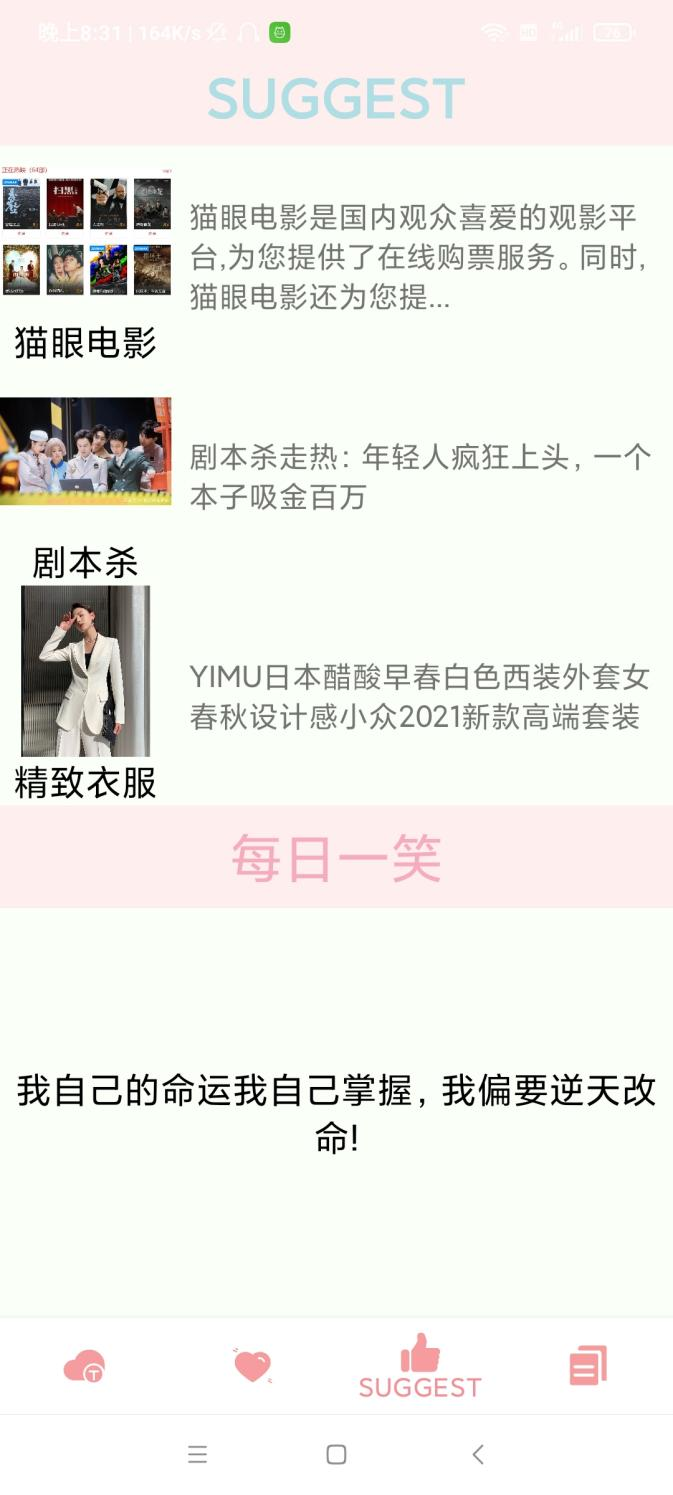 晚上8:31 | 164K/s
HD
4G
76
SUGGEST
猫眼电影是国内观众喜爱的观影平
台,为您提供了在线购票服务。同时,
猫眼电影还为您提...
猫眼电影
剧本杀走热：年轻人疯狂上头，一个
本子吸金百万
剧本杀
YIMU日本醋酸早春白色西装外套女
春秋设计感小众2021新款高端套装
精致衣服
每日一笑
我自己的命运我自己掌握，我偏要逆天改
命!
SUGGEST